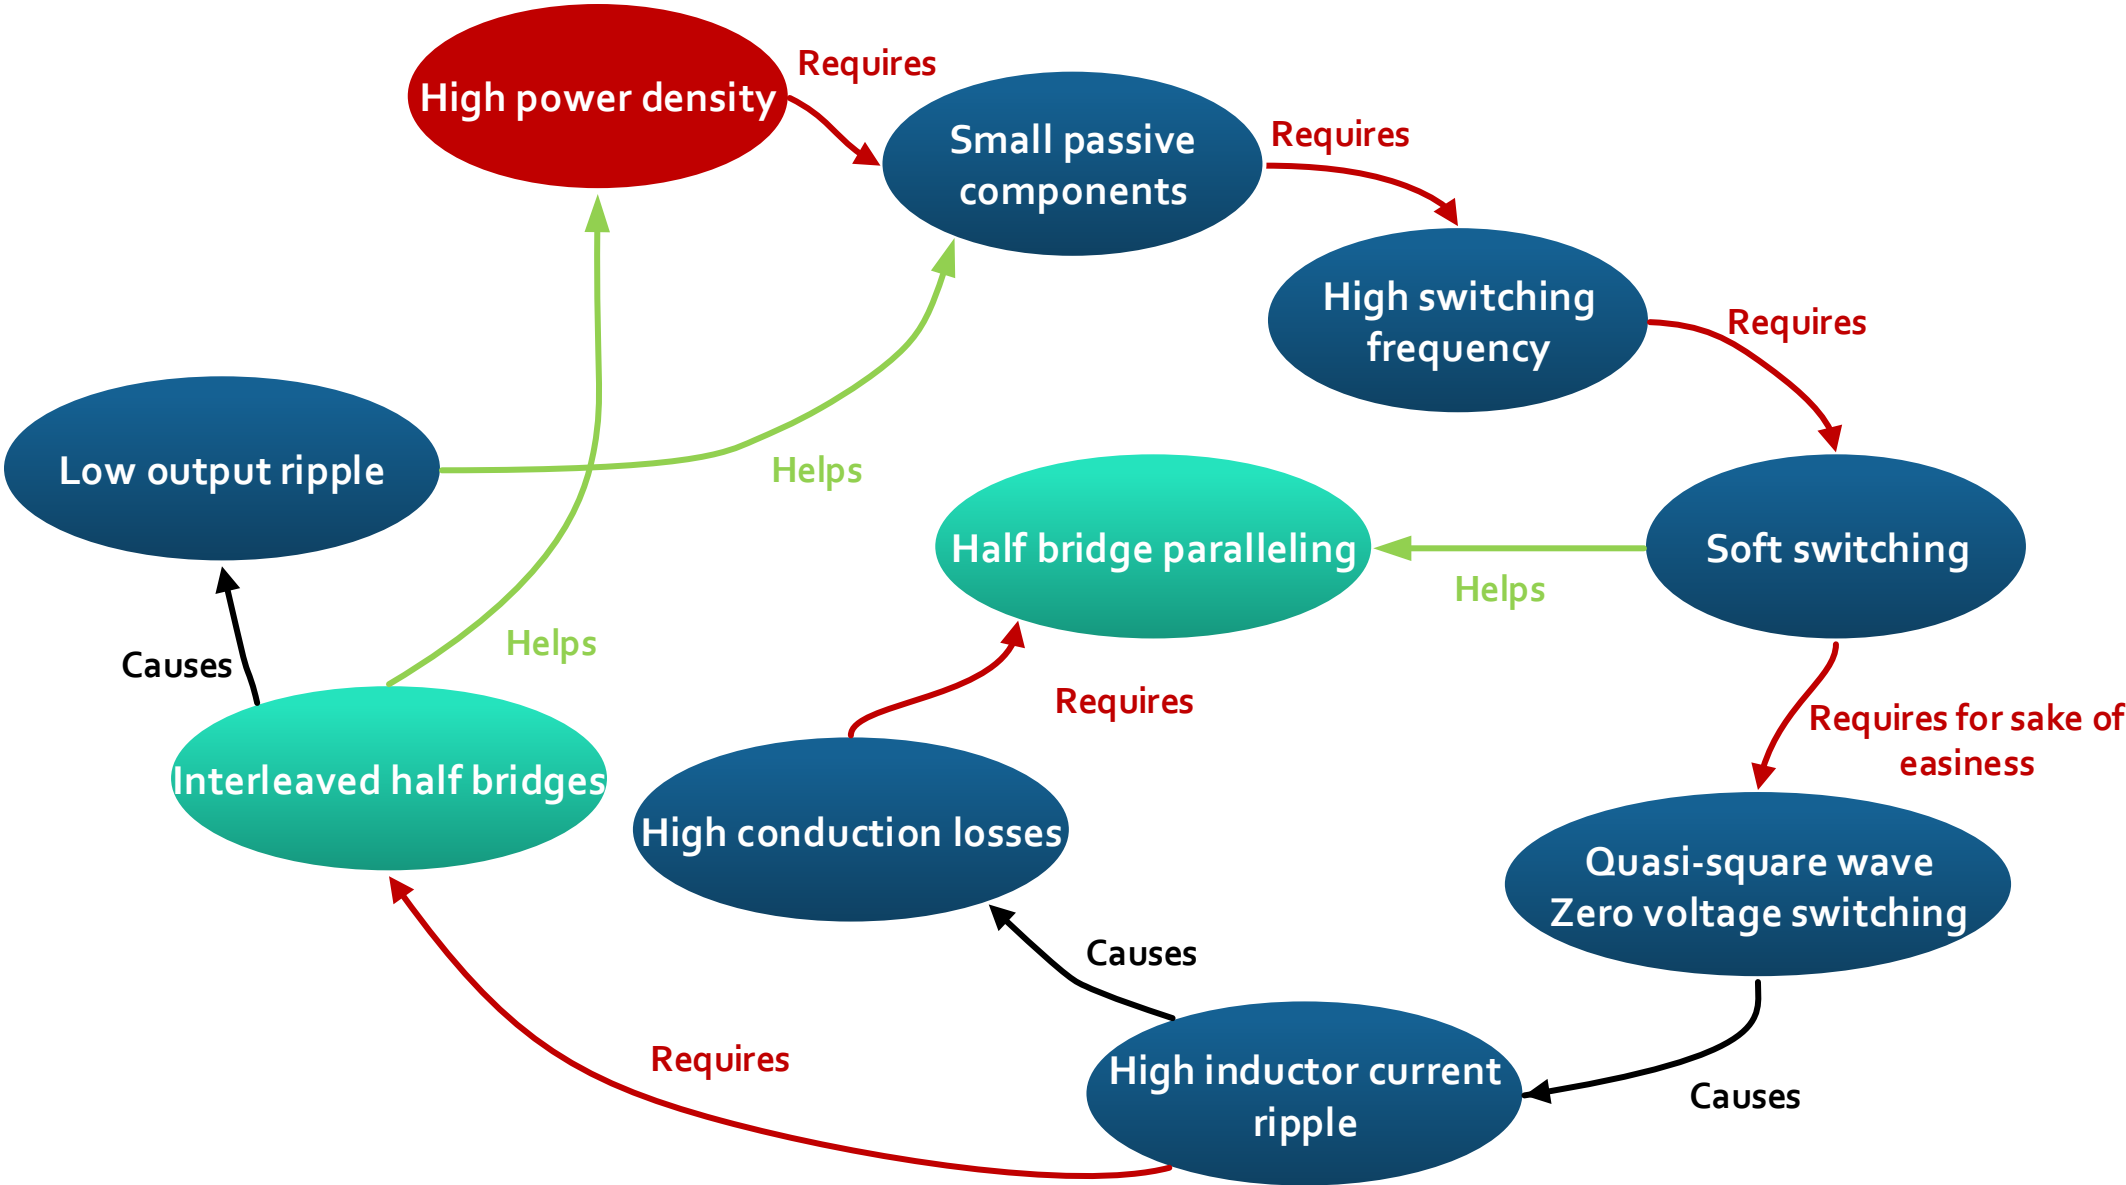 High power density
Requires
Small passive
components
Requires
High switching
frequency
Requires
Low output ripple
Helps
Half bridge paralleling
Helps
Soft switching
Causes
Helps
Requires
Requires for sake of
easiness
Interleaved half bridges
High conduction losses
Quasi-square wave
Zero voltage switching
Causes
Requires
High inductor current
ripple
Causes